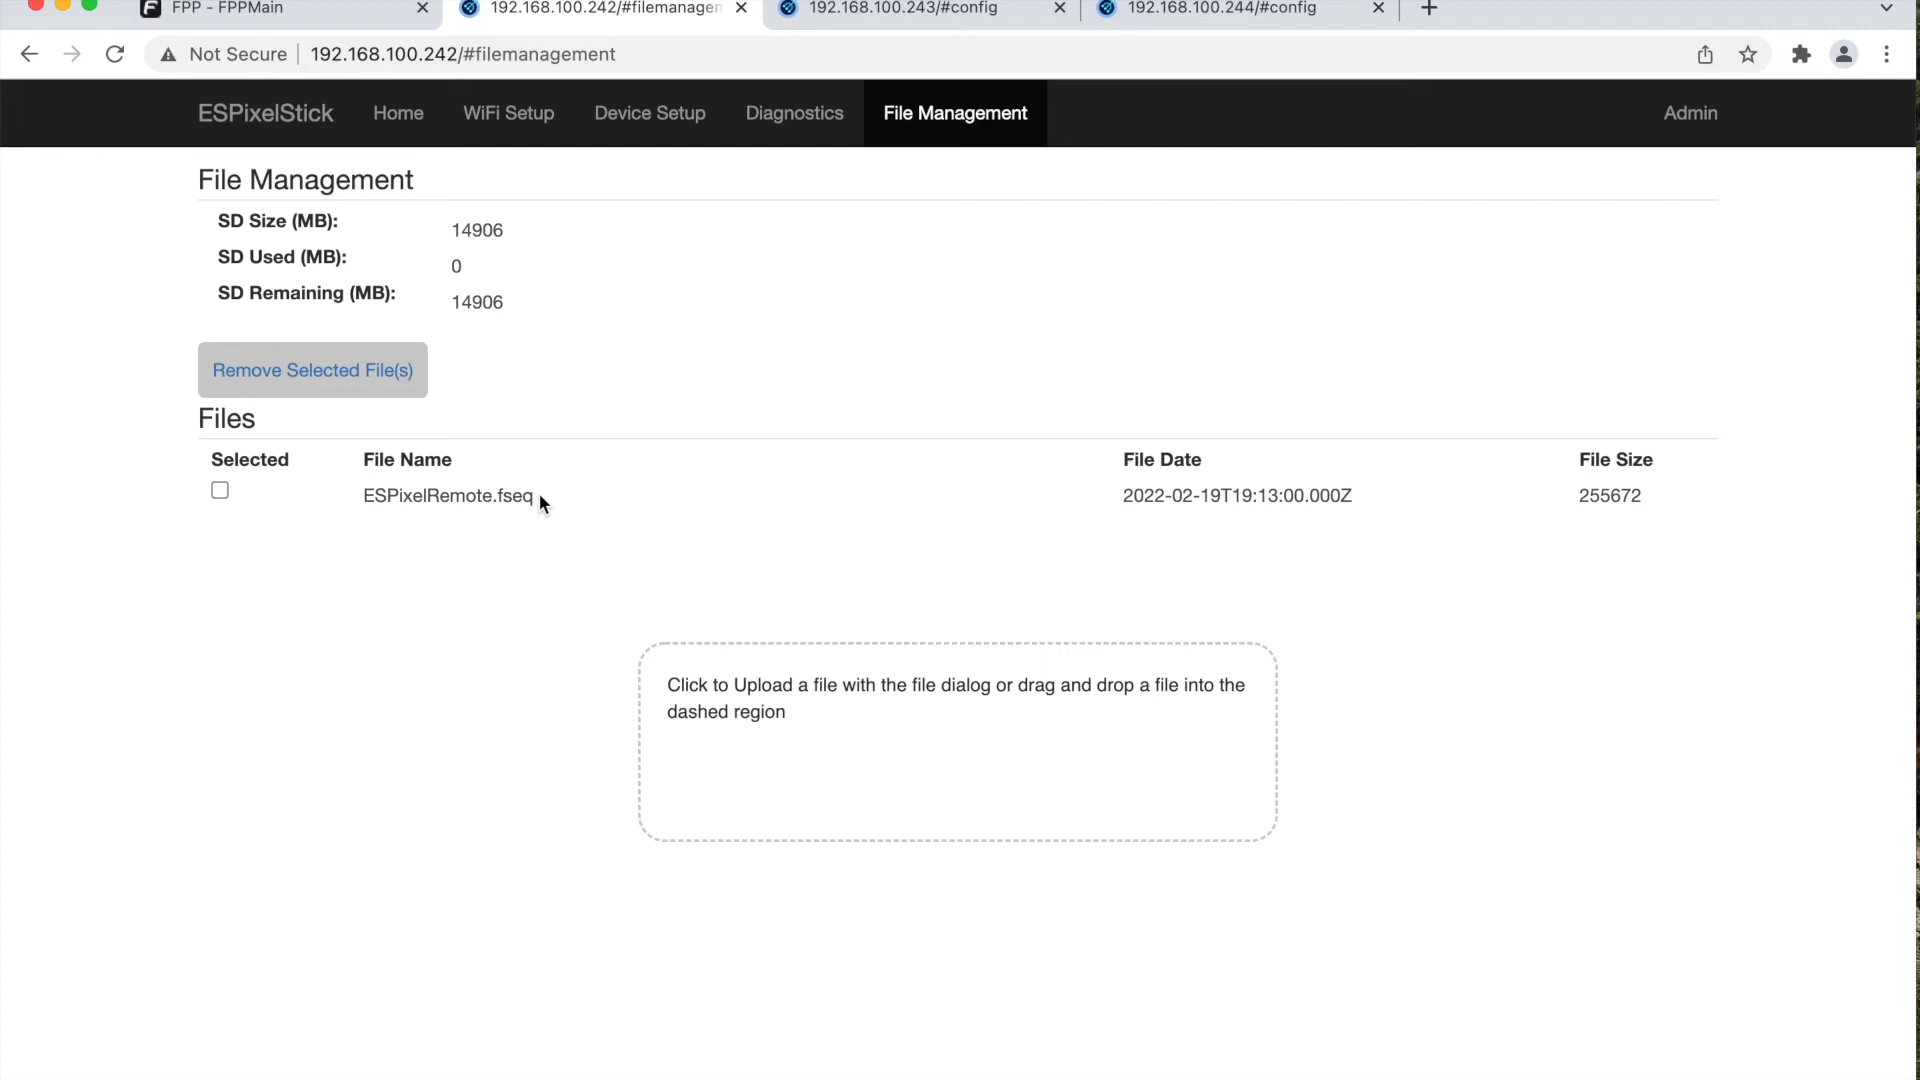 FPP - FPPMain
192.168.100.242/#filemanagem
192.168.100.243/#config
192.168.100.244/#config
Not Secure
192.168.100.242/#filemanagement
ESPixelStick
Home
WiFi Setup
Device Setup
Diagnostics
File Management
Admin
File Management
SD Size (MB): 14906
SD Used (MB): 0
SD Remaining (MB): 14906
Remove Selected File(s)
Files
Selected File Name File Date File Size
ESPixelRemote.fseq 2022-02-19T19:13:00.000Z 255672
Click to Upload a file with the file dialog or drag and drop a file into the
dashed region